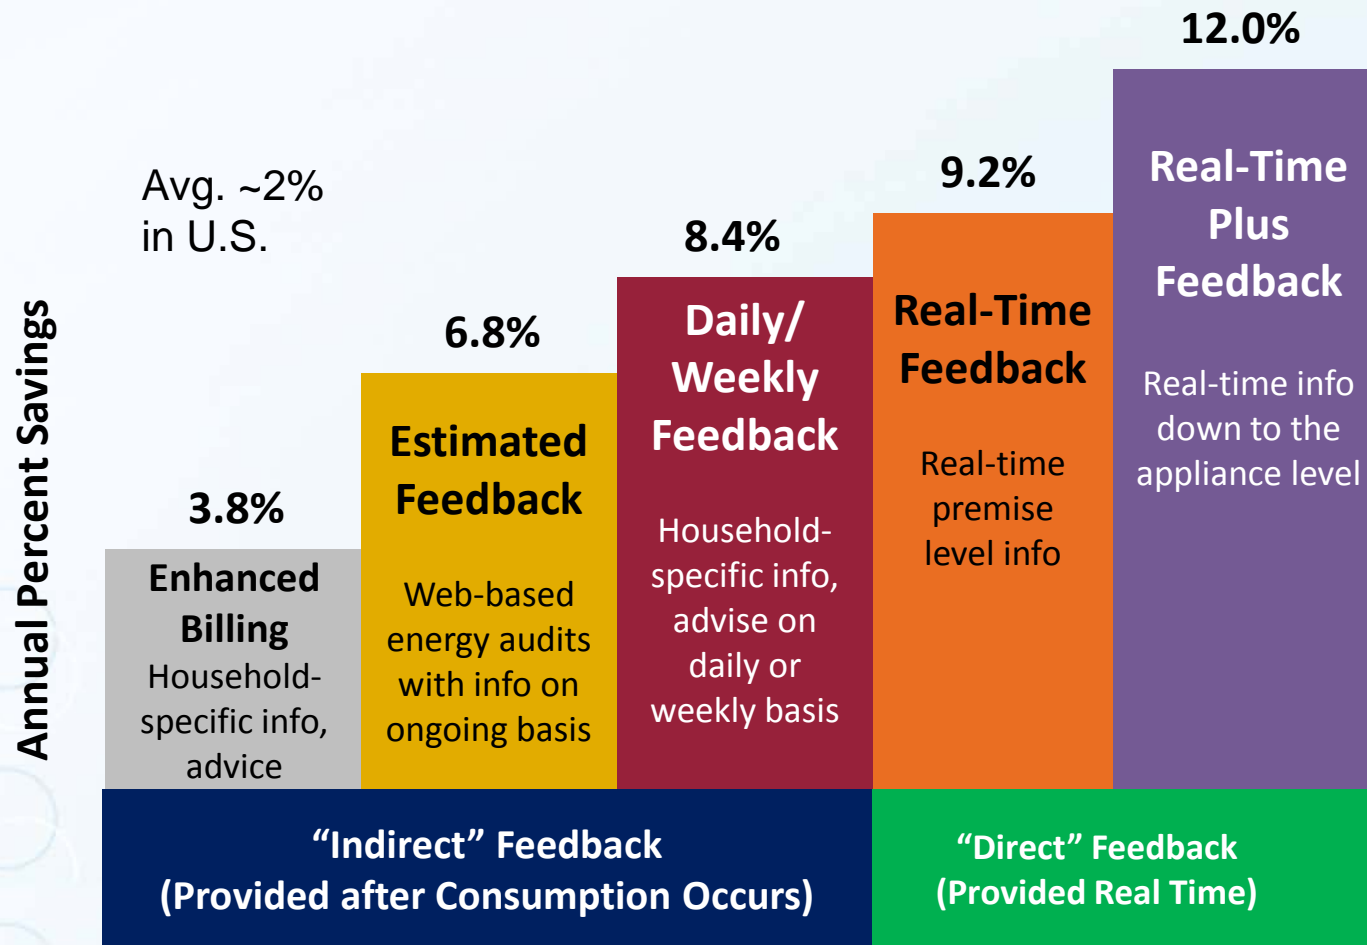 Annual Percent Savings
Avg. ~2%
in U.S.
3.8%
Enhanced
Billing
Household-
specific info,
advice
6.8%
Estimated
Feedback
Web-based
energy audits
with info on
ongoing basis
8.4%
Daily/
Weekly
Feedback
Household-
specific info,
advise on
daily or
weekly basis
9.2%
Real-Time
Feedback
Real-time
premise
level info
12.0%
Real-Time
Plus
Feedback
Real-time info
down to the
appliance level
“Indirect” Feedback
(Provided after Consumption Occurs)
“Direct” Feedback
(Provided Real Time)